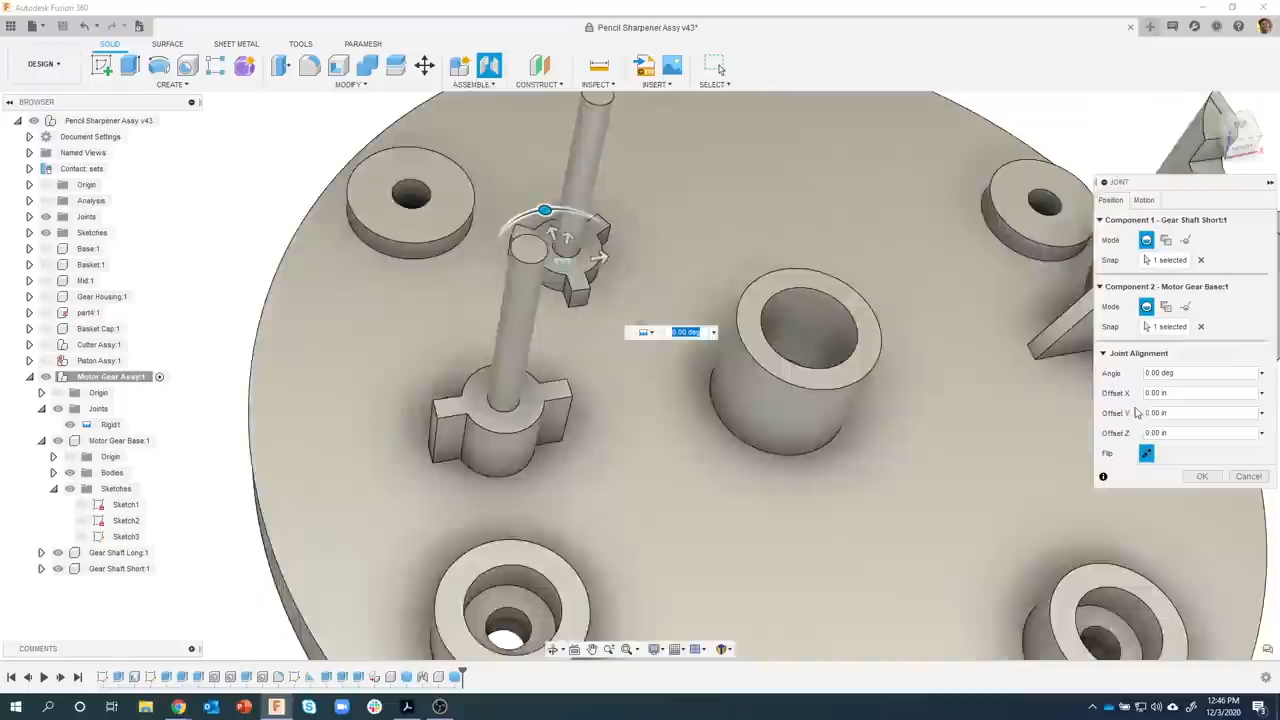 Autodesk Fusion 360
Pencil Sharpener Assy v43*
SOLID SURFACE SHEET METAL TOOLS PARAMESH
DESIGN
CREATE MODIFY ASSEMBLE CONSTRUCT INSPECT INSERT SELECT
BROWSER
Pencil Sharpener Assy v43
Document Settings
Named Views
Contact: sets
Origin
Analysis
Joints
Sketches
Base:1
Basket:1
Mid:1
Gear Housing:1
part4:1
Basket Cap:1
Cutter Assy:1
Piston Assy:1
Motor Gear Assy:1
Origin
Joints
Rigid1
Motor Gear Base:1
Origin
Bodies
Sketches
Sketch1
Sketch2
Sketch3
Gear Shaft Long:1
Gear Shaft Short:1
0.00 deg
JOINT
Position Motion
Component 1 - Gear Shaft Short:1
Mode
Snap 1 selected
Component 2 - Motor Gear Base:1
Mode
Snap 1 selected
Joint Alignment
Angle 0.00 deg
Offset X 0.00 in
Offset Y 0.00 in
Offset Z 0.00 in
Flip
OK Cancel
COMMENTS
12:46 PM
12/3/2020